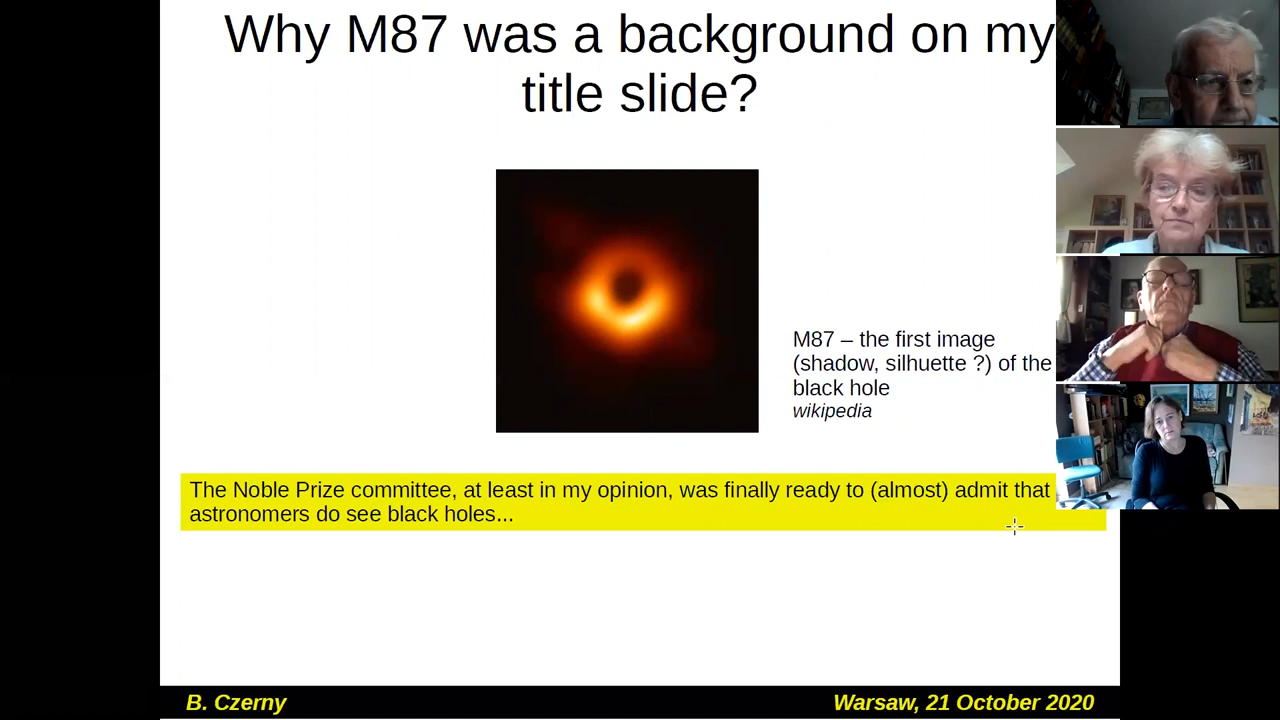 Why M87 was a background on my
title slide?
M87 – the first image
(shadow, silhuette ?) of the
black hole
wikipedia
The Noble Prize committee, at least in my opinion, was finally ready to (almost) admit that
astronomers do see black holes...
B. Czerny
Warsaw, 21 October 2020